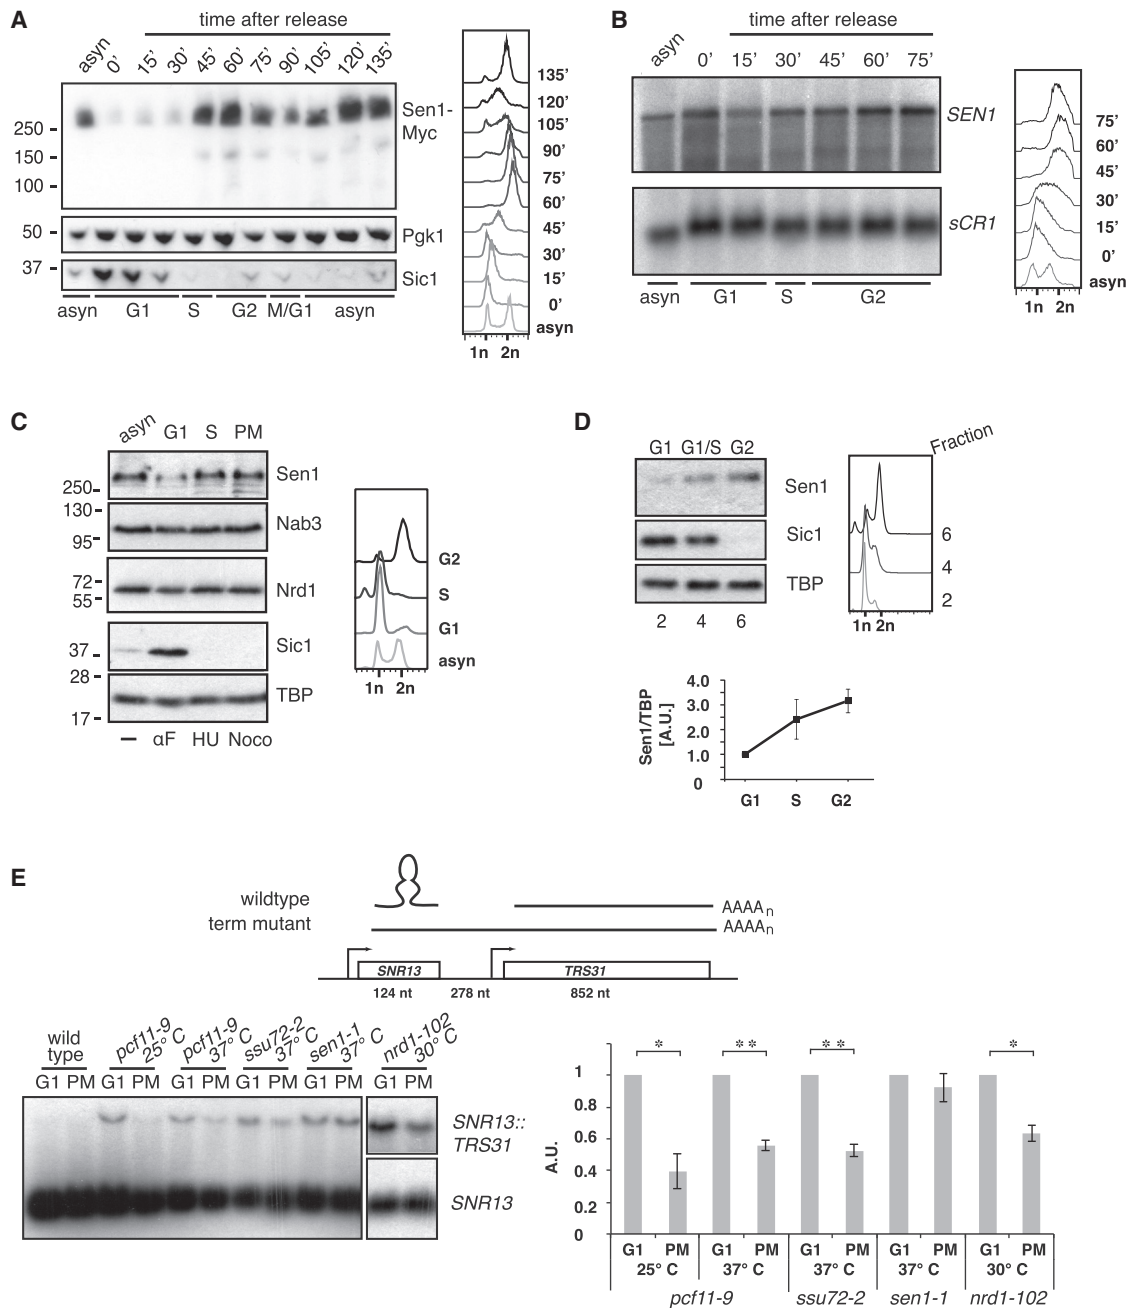 A
time after release
asyn 0' 15' 30' 45' 60' 75' 90' 105' 120' 135'
250
150
100
50
37
Sen1-
Myc
Pgk1
Sic1
asyn G1 S G2 M/G1 asyn
135'
120'
105'
90'
75'
60'
45'
30'
15'
0'
asyn
1n 2n
B
time after release
asyn 0' 15' 30' 45' 60' 75'
SEN1
sCR1
asyn G1 S G2
75'
60'
45'
30'
15'
0'
asyn
1n 2n
C
asyn G1 S PM
250
130
95
72
55
37
28
17
Sen1
Nab3
Nrd1
Sic1
TBP
– αF HU Noco
G2
S
G1
asyn
1n 2n
D
G1 G1/S G2
Sen1
Sic1
TBP
2 4 6
Fraction
6
4
2
1n 2n
Sen1/TBP
[A.U.]
4.0
3.0
2.0
1.0
0
G1 S G2
E
wildtype
term mutant
AAAAn
AAAAn
SNR13 TRS31
124 nt 278 nt 852 nt
wild type
pcf11-9 25° C
pcf11-9 37° C
ssu72-2 37° C
sen1-1 37° C
nrd1-102 30° C
G1 PM G1 PM G1 PM G1 PM G1 PM G1 PM
SNR13::
TRS31
SNR13
A.U.
1
0.8
0.6
0.4
0.2
0
* ** ** *
G1 PM G1 PM G1 PM G1 PM G1 PM
25° C 37° C 37° C 37° C 30° C
pcf11-9 ssu72-2 sen1-1 nrd1-102